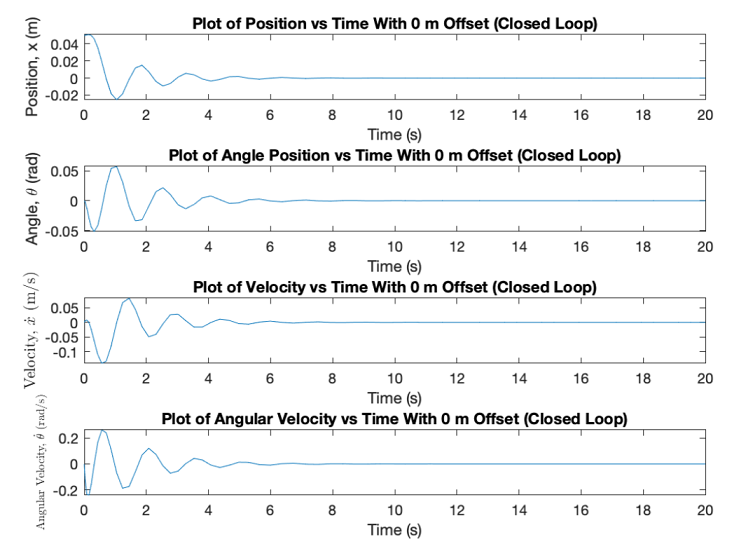 Plot of Position vs Time With 0 m Offset (Closed Loop)
Position, x (m)
0.04
0.02
0
-0.02
0 2 4 6 8 10 12 14 16 18 20
Time (s)
Plot of Angle Position vs Time With 0 m Offset (Closed Loop)
Angle, θ (rad)
0.05
0
-0.05
0 2 4 6 8 10 12 14 16 18 20
Time (s)
Plot of Velocity vs Time With 0 m Offset (Closed Loop)
Velocity, ẋ (m/s)
0.05
0
-0.05
-0.1
0 2 4 6 8 10 12 14 16 18 20
Time (s)
Plot of Angular Velocity vs Time With 0 m Offset (Closed Loop)
Angular Velocity, θ̇ (rad/s)
0.2
0
-0.2
0 2 4 6 8 10 12 14 16 18 20
Time (s)